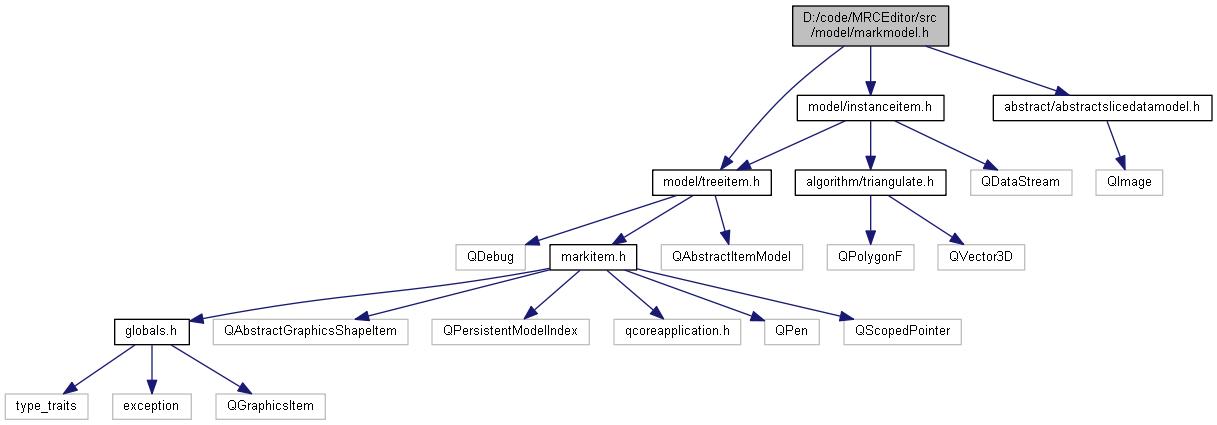 D:/code/MRCEditor/src
/model/markmodel.h
model/instanceitem.h
abstract/abstractslicedatamodel.h
model/treeitem.h
algorithm/triangulate.h
QDataStream
QImage
QDebug
markitem.h
QAbstractItemModel
QPolygonF
QVector3D
globals.h
QAbstractGraphicsShapeItem
QPersistentModelIndex
qcoreapplication.h
QPen
QScopedPointer
type_traits
exception
QGraphicsItem